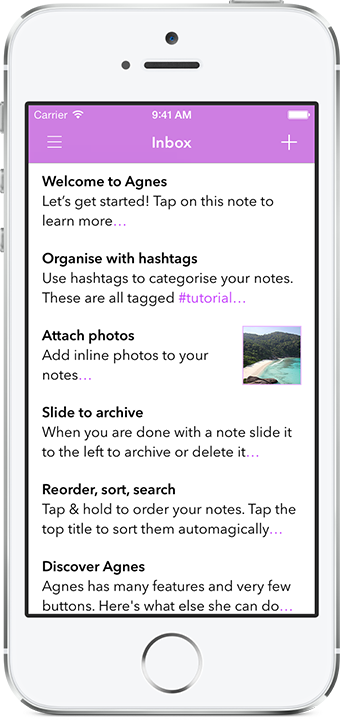 Carrier 9:41 AM
Inbox
Welcome to Agnes
Let’s get started! Tap on this note to
learn more…
Organise with hashtags
Use hashtags to categorise your notes.
These are all tagged #tutorial…
Attach photos
Add inline photos to your
notes…
Slide to archive
When you are done with a note slide it
to the left to archive or delete it…
Reorder, sort, search
Tap & hold to order your notes. Tap the
top title to sort them automagically…
Discover Agnes
Agnes has many features and very few
buttons. Here's what else she can do…